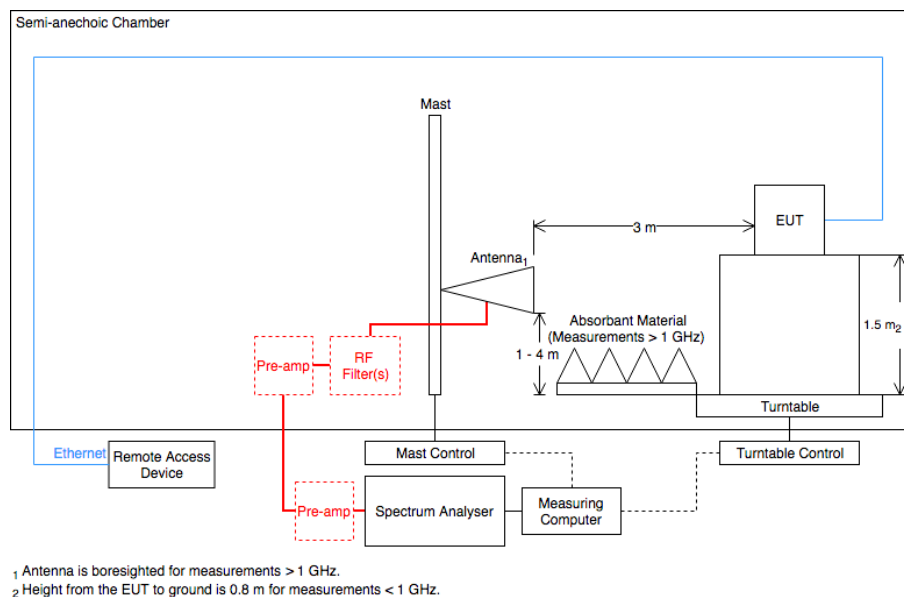 Semi-anechoic Chamber
Mast
EUT
3 m
Antenna1
Absorbant Material
(Measurements > 1 GHz)
1.5 m2
1 - 4 m
Pre-amp
RF
Filter(s)
Turntable
Ethernet
Remote Access
Device
Mast Control
Turntable Control
Pre-amp
Spectrum Analyser
Measuring
Computer
1 Antenna is boresighted for measurements > 1 GHz.
2 Height from the EUT to ground is 0.8 m for measurements < 1 GHz.